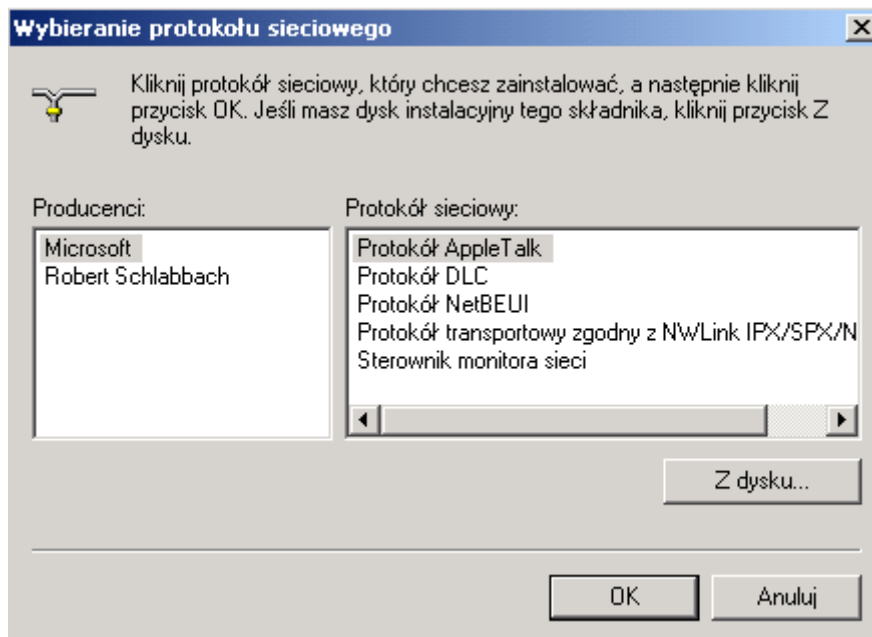 Wybieranie protokołu sieciowego
Kliknij protokół sieciowy, który chcesz zainstalować, a następnie kliknij
przycisk OK. Jeśli masz dysk instalacyjny tego składnika, kliknij przycisk Z
dysku.
Producenci:
Microsoft
Robert Schlabbach
Protokół sieciowy:
Protokół AppleTalk
Protokół DLC
Protokół NetBEUI
Protokół transportowy zgodny z NWLink IPX/SPX/N
Sterownik monitora sieci
Z dysku...
OK
Anuluj